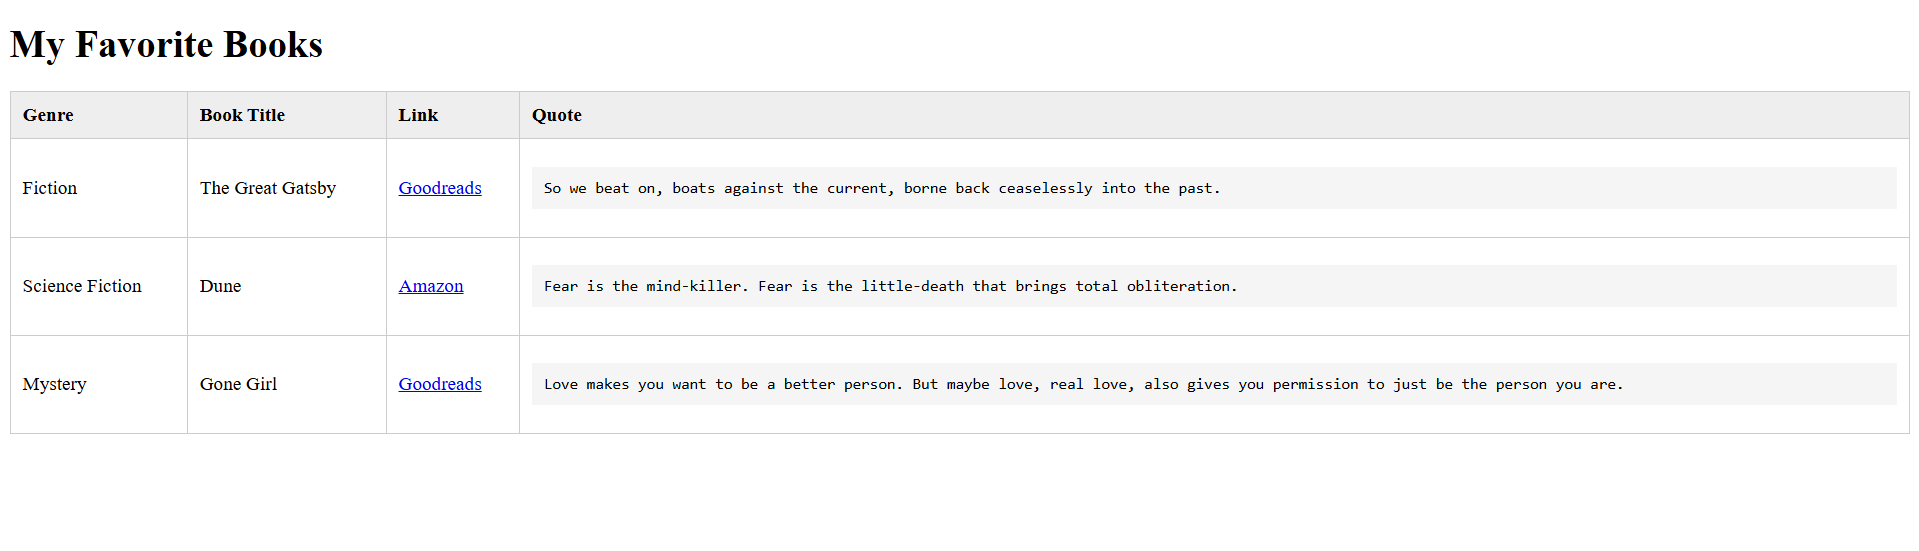 My Favorite Books
Genre Book Title Link Quote
Fiction The Great Gatsby Goodreads So we beat on, boats against the current, borne back ceaselessly into the past.
Science Fiction Dune Amazon Fear is the mind-killer. Fear is the little-death that brings total obliteration.
Mystery Gone Girl Goodreads Love makes you want to be a better person. But maybe love, real love, also gives you permission to just be the person you are.